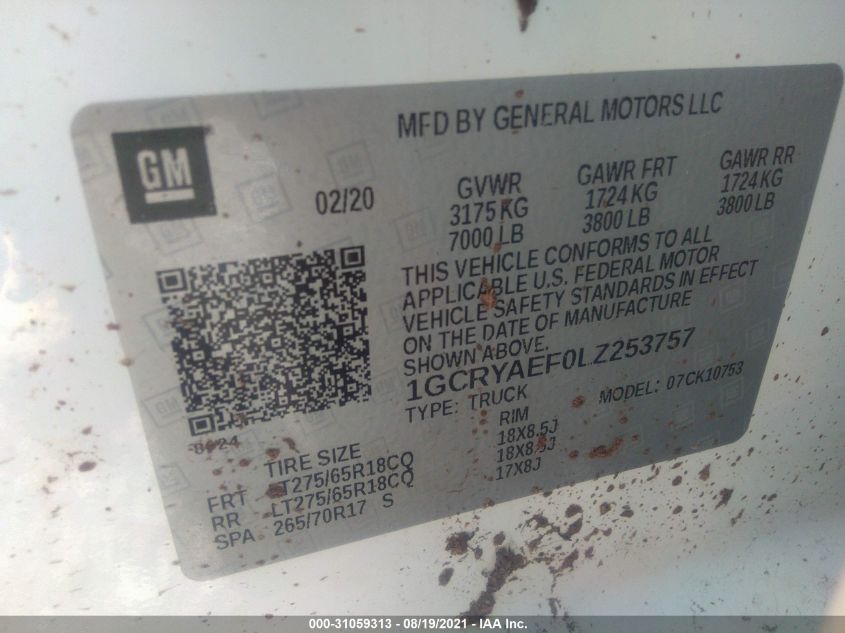 MFD BY GENERAL MOTORS LLC
GM
02/20
GVWR GAWR FRT GAWR RR
3175 KG 1724 KG 1724 KG
7000 LB 3800 LB 3800 LB
THIS VEHICLE CONFORMS TO ALL
APPLICABLE U.S. FEDERAL MOTOR
VEHICLE SAFETY STANDARDS IN EFFECT
ON THE DATE OF MANUFACTURE
SHOWN ABOVE.
1GCRYAEF0LZ253757
TYPE: TRUCK MODEL: 07CK10753
TIRE SIZE RIM
FRT LT275/65R18CQ 18X8.5J
RR LT275/65R18CQ 18X8.5J
SPA 265/70R17 S 17X8J
000-31059313 - 08/19/2021 - IAA Inc.